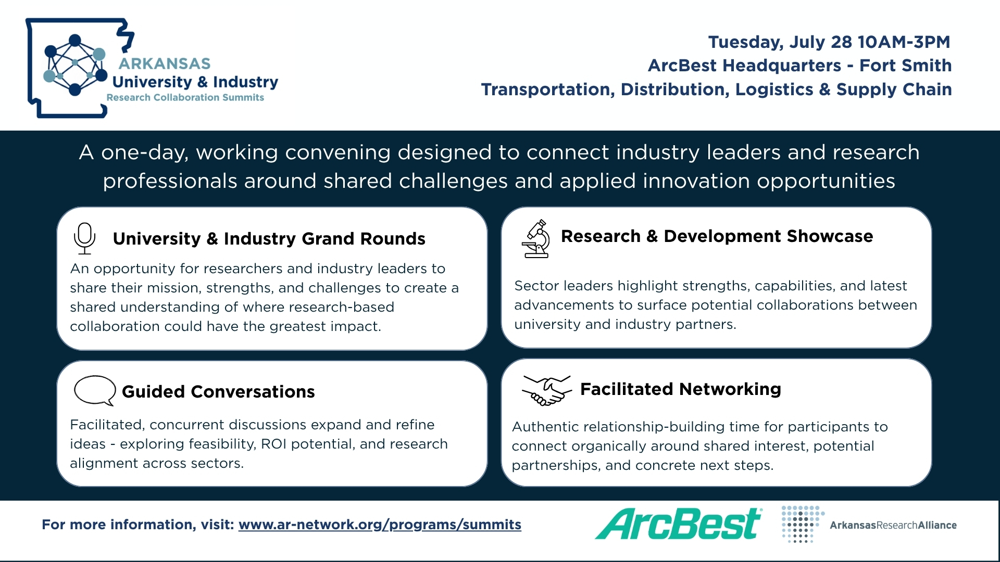 ARKANSAS
University & Industry
Research Collaboration Summits
Tuesday, July 28 10AM-3PM
ArcBest Headquarters - Fort Smith
Transportation, Distribution, Logistics & Supply Chain
A one-day, working convening designed to connect industry leaders and research
professionals around shared challenges and applied innovation opportunities
University & Industry Grand Rounds
An opportunity for researchers and industry leaders to
share their mission, strengths, and challenges to create a
shared understanding of where research-based
collaboration could have the greatest impact.
Research & Development Showcase
Sector leaders highlight strengths, capabilities, and latest
advancements to surface potential collaborations between
university and industry partners.
Guided Conversations
Facilitated, concurrent discussions expand and refine
ideas - exploring feasibility, ROI potential, and research
alignment across sectors.
Facilitated Networking
Authentic relationship-building time for participants to
connect organically around shared interest, potential
partnerships, and concrete next steps.
For more information, visit: www.ar-network.org/programs/summits
ArcBest
ArkansasResearchAlliance